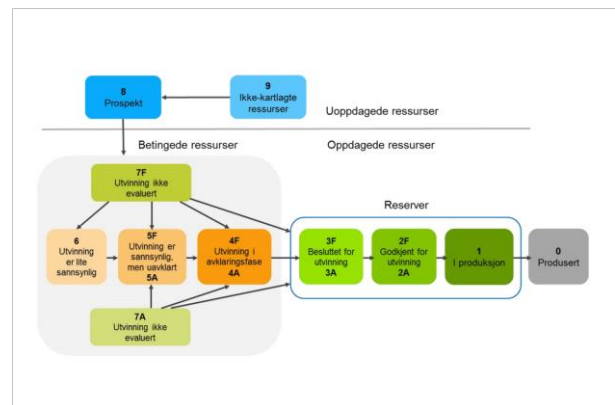 8
Prospekt
9
Ikke-kartlagte
ressurser
Uoppdagede ressurser
Betingede ressurser
Oppdagede ressurser
7F
Utvinning ikke
evaluert
Reserver
6
Utvinning
er lite
sannsynlig
5F
Utvinning er
sannsynlig,
men uavklart
5A
4F
Utvinning i
avklaringsfase
4A
3F
Besluttet for
utvinning
3A
2F
Godkjent for
utvinning
2A
1
I produksjon
0
Produsert
7A
Utvinning ikke
evaluert